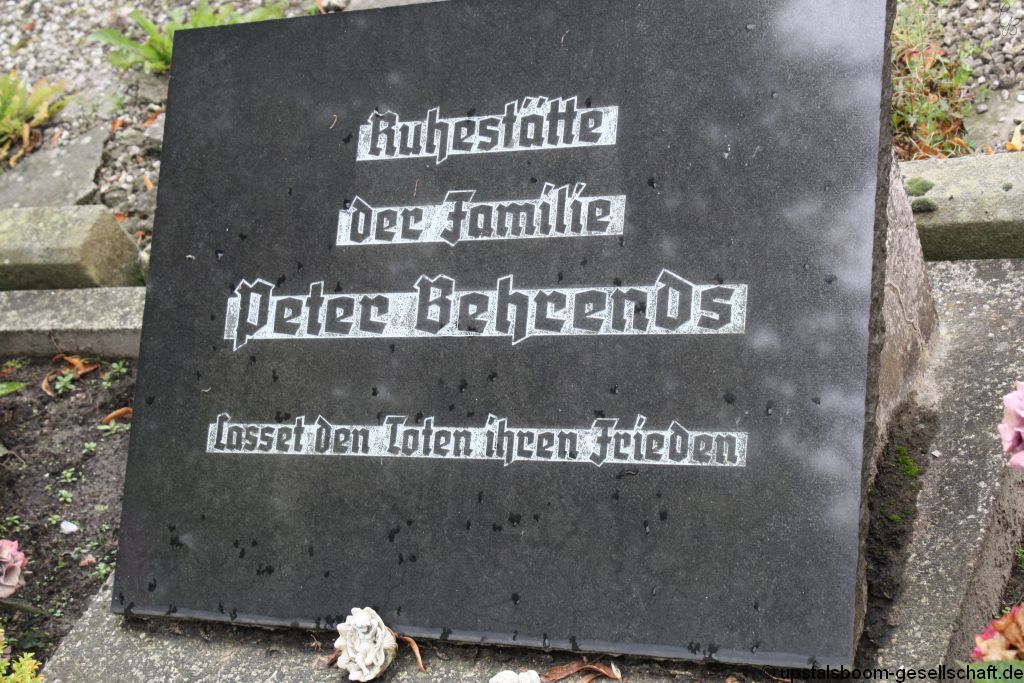 Ruhestätte
der Familie
Peter Behrends
Lasset den Toten ihren Frieden
© upstalsboom-gesellschaft.de